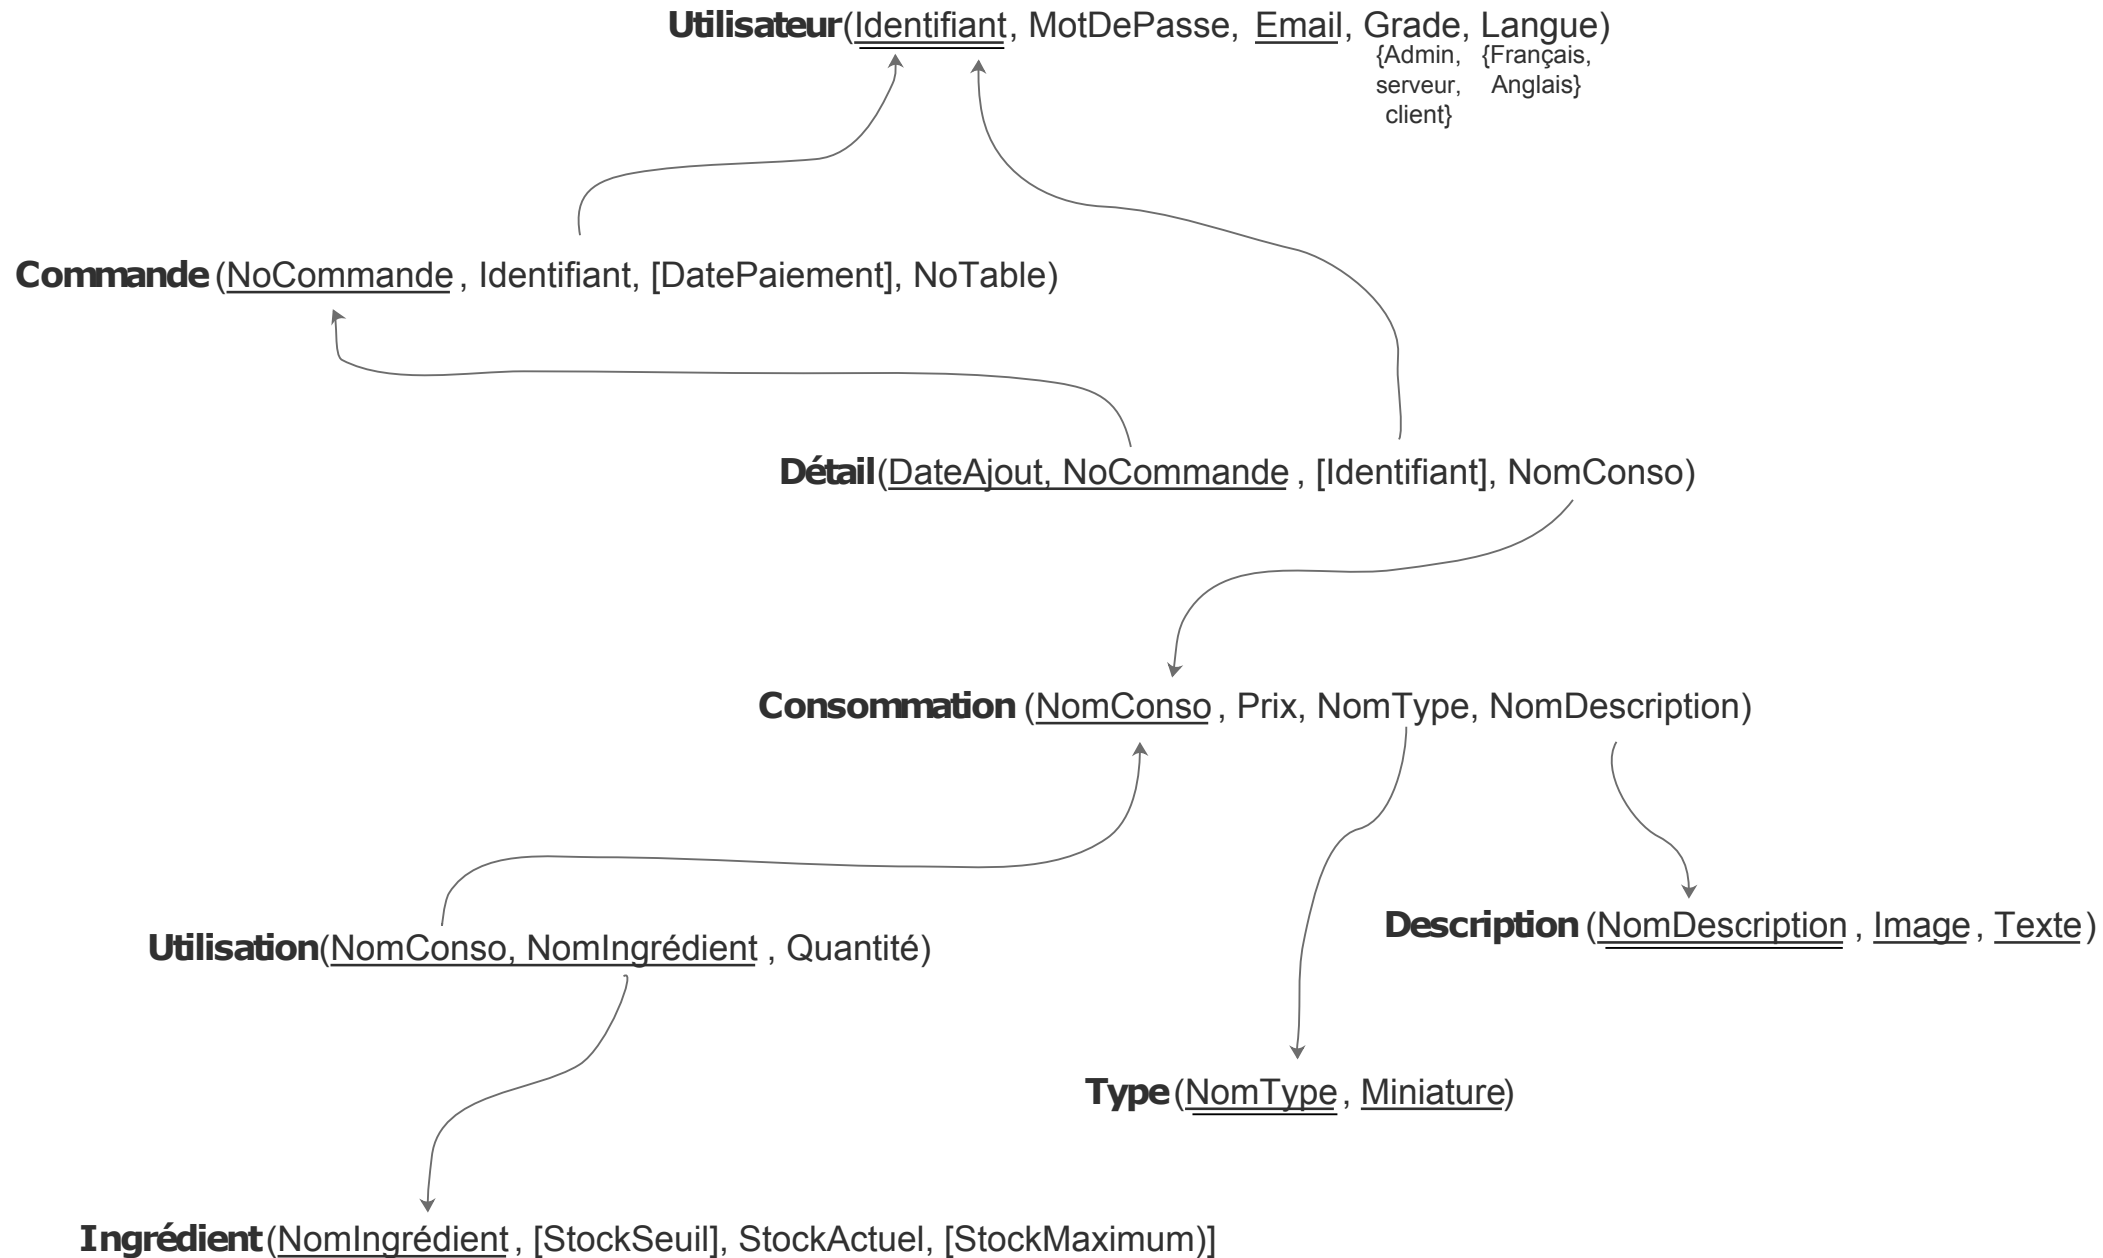 Utilisateur(Identifiant, MotDePasse, Email, Grade, Langue)
{Admin, serveur, client}
{Français, Anglais}
Commande(NoCommande, Identifiant, [DatePaiement], NoTable)
Détail(DateAjout, NoCommande, [Identifiant], NomConso)
Consommation (NomConso, Prix, NomType, NomDescription)
Description (NomDescription, Image, Texte)
Utilisation(NomConso, NomIngrédient, Quantité)
Type(NomType, Miniature)
Ingrédient(NomIngrédient, [StockSeuil], StockActuel, [StockMaximum)]